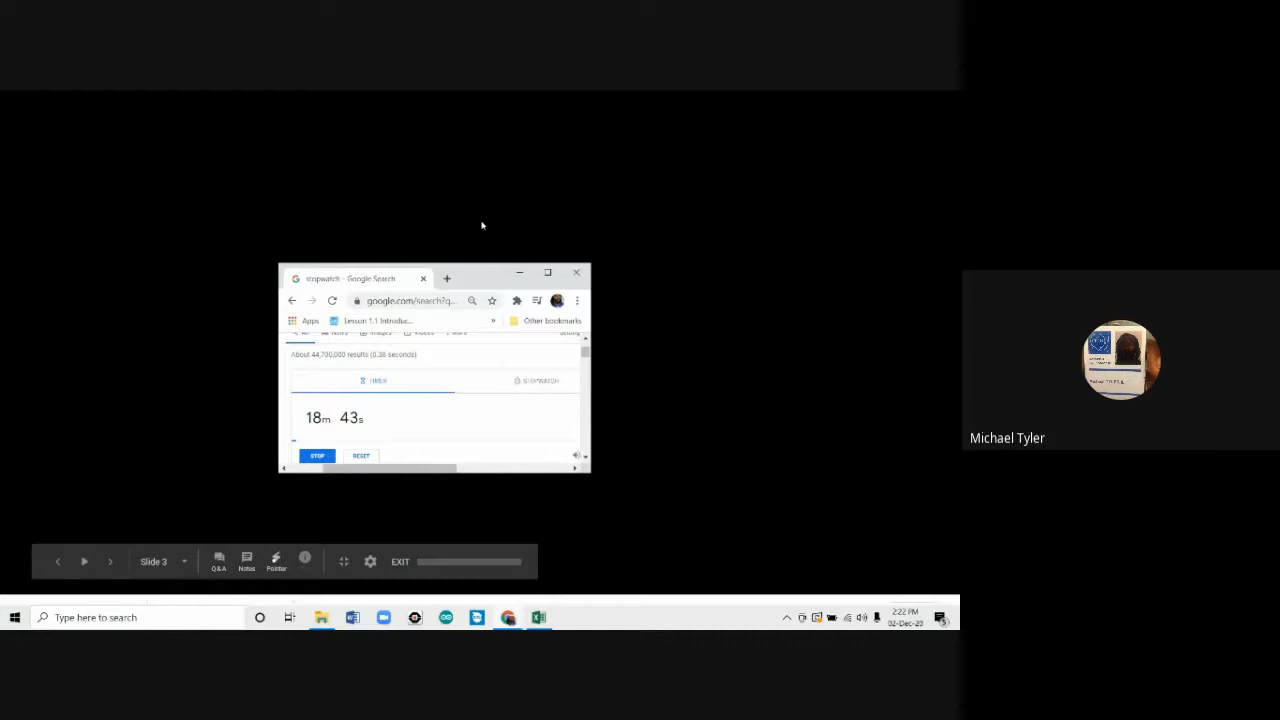 stopwatch - Google Search
google.com/search?q...
Apps
Lesson 1.1 Introduc...
»
Other bookmarks
About 44,700,000 results (0.36 seconds)
TIMER
STOPWATCH
18m 43s
STOP
RESET
Michael Tyler
Slide 3
Q&A
Notes
Pointer
EXIT
Type here to search
2:22 PM
02-Dec-20